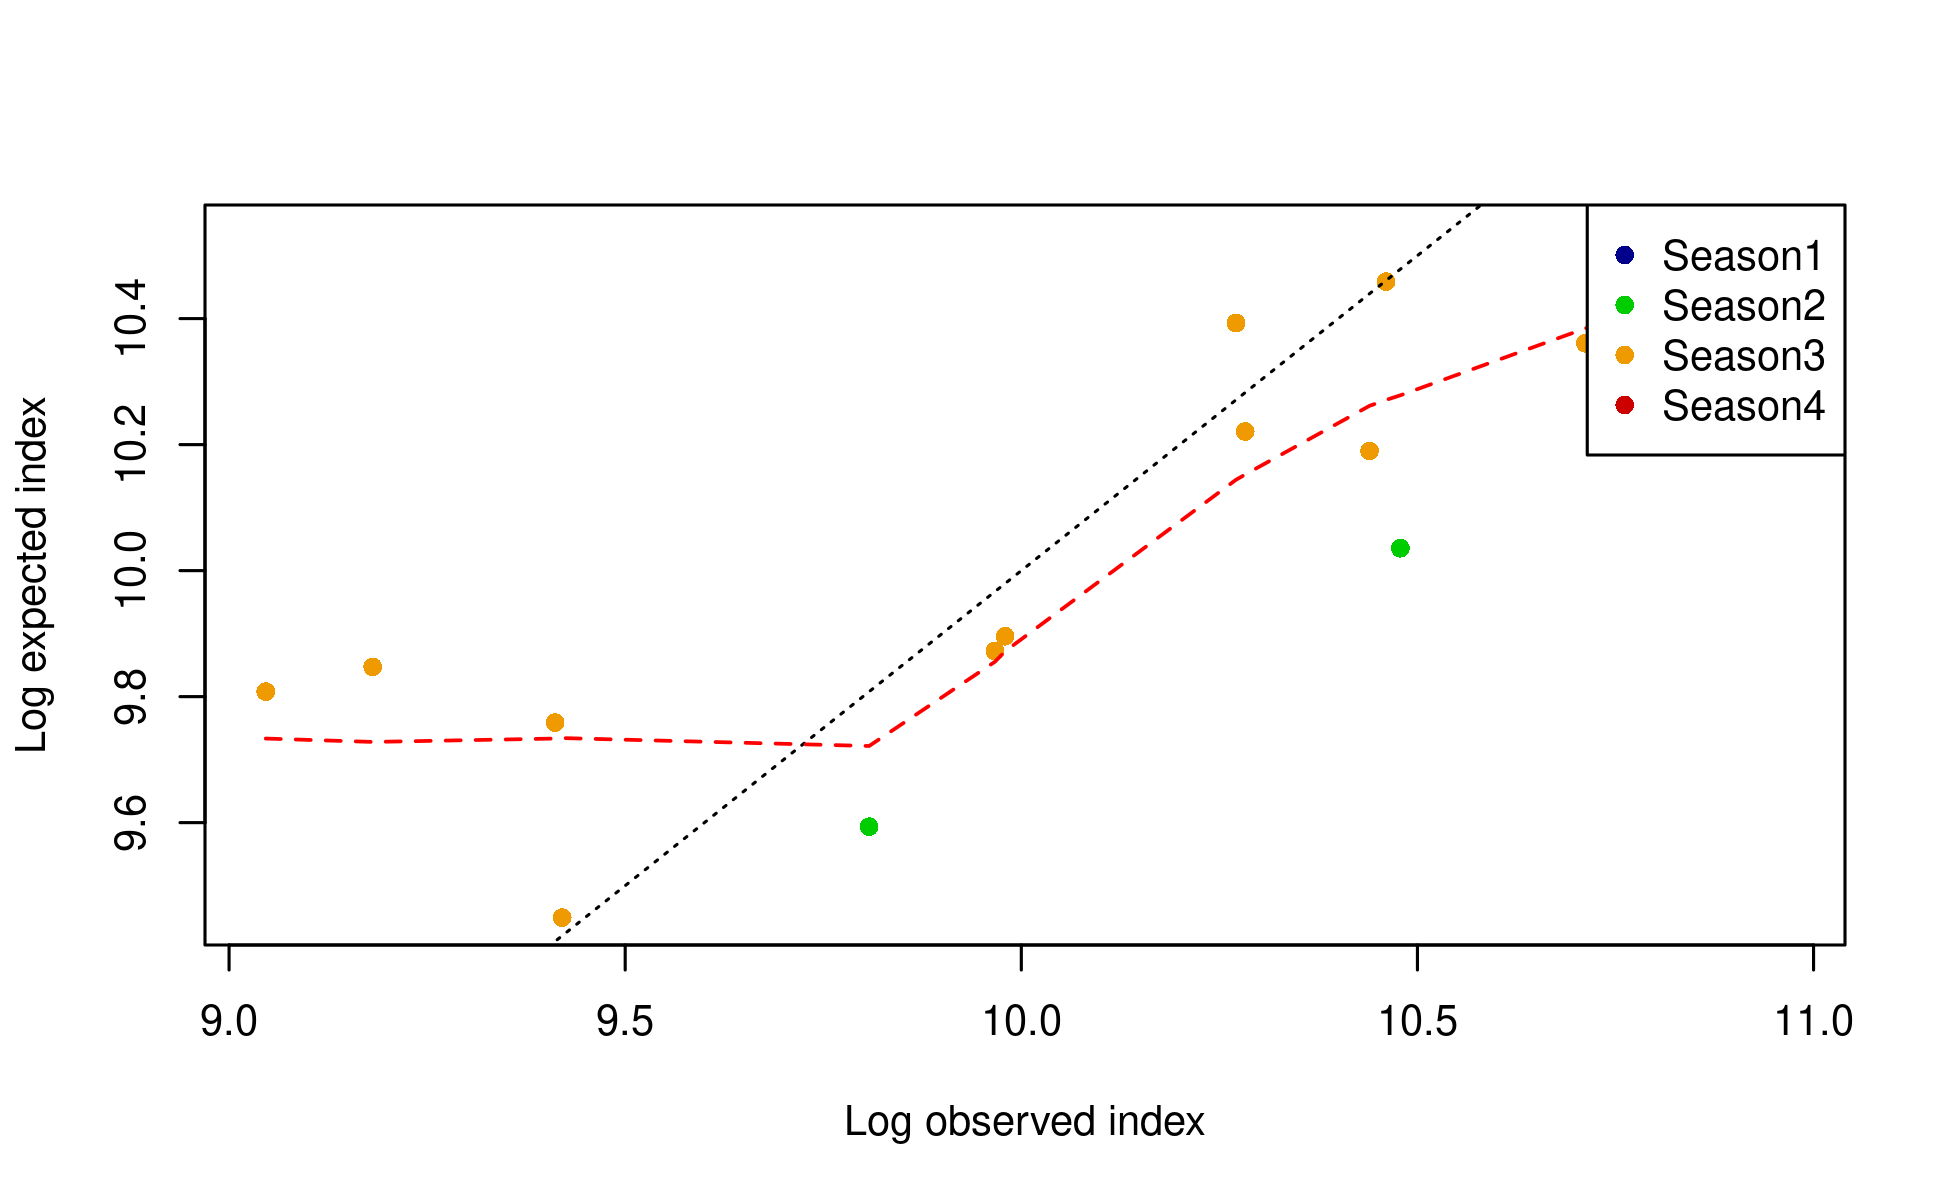 Season1
Season2
Season3
Season4
Log expected index
10.4
10.2
10.0
9.8
9.6
9.0 9.5 10.0 10.5 11.0
Log observed index